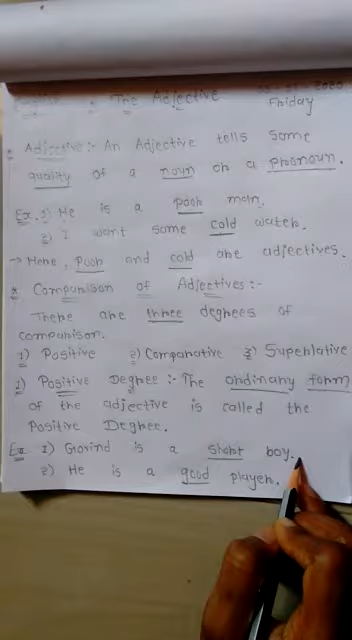 English : The Adjective 2020
Friday
* Adjective :- An Adjective tells some
quality of a noun or a pronoun.
Ex. 1) He is a poor man.
2) I want some cold water.
→ Here, poor and cold are adjectives.
* Comparison of Adjectives :-
There are three degrees of
comparison.
1) Positive 2) Comparative 3) Superlative
1) Positive Degree :- The ordinary form
of the adjective is called the
Positive Degree.
Ex. 1) Govind is a short boy.
2) He is a good player.